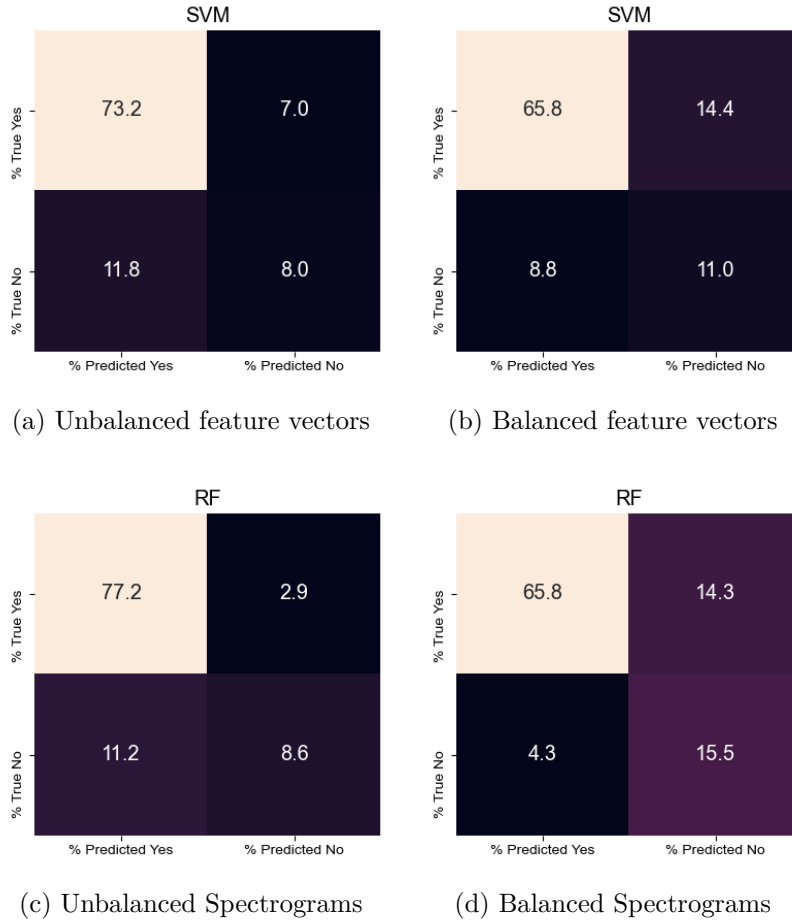 SVM
% True Yes
73.2
7.0
% True No
11.8
8.0
% Predicted Yes
% Predicted No
(a) Unbalanced feature vectors
SVM
% True Yes
65.8
14.4
% True No
8.8
11.0
% Predicted Yes
% Predicted No
(b) Balanced feature vectors
RF
% True Yes
77.2
2.9
% True No
11.2
8.6
% Predicted Yes
% Predicted No
(c) Unbalanced Spectrograms
RF
% True Yes
65.8
14.3
% True No
4.3
15.5
% Predicted Yes
% Predicted No
(d) Balanced Spectrograms